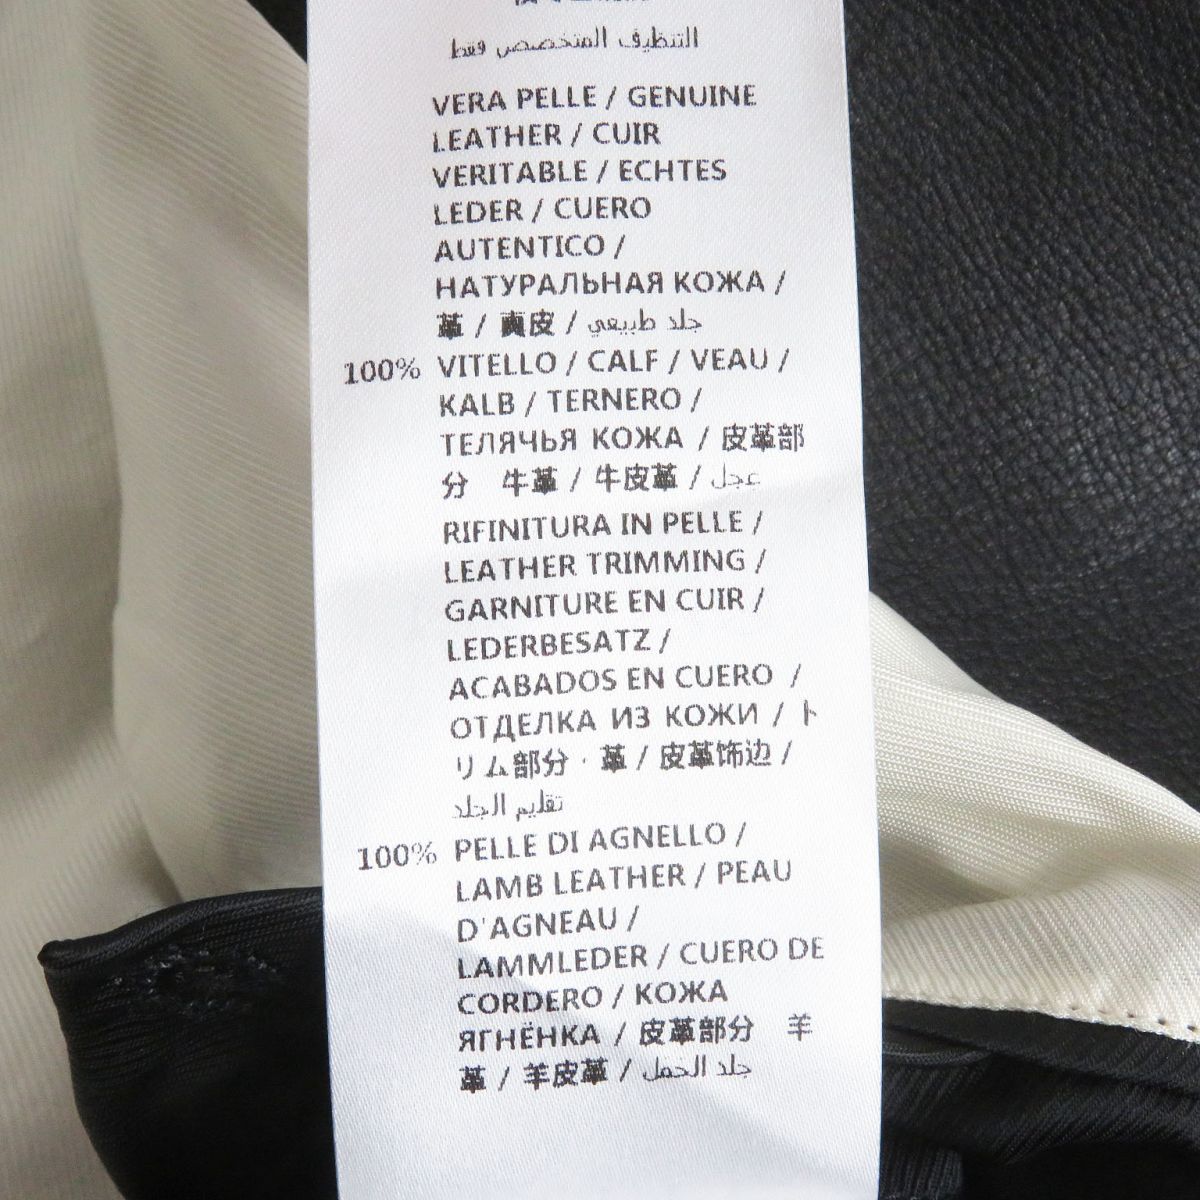 التنظيف المتخصص فقط
VERA PELLE / GENUINE
LEATHER / CUIR
VERITABLE / ECHTES
LEDER / CUERO
AUTENTICO /
НАТУРАЛЬНАЯ КОЖА /
革 / 真皮 / جلد طبيعي
100% VITELLO / CALF / VEAU /
KALB / TERNERO /
ТЕЛЯЧЬЯ КОЖА / 皮革部
分 牛革 / 牛皮革 / عجل
RIFINITURA IN PELLE /
LEATHER TRIMMING /
GARNITURE EN CUIR /
LEDERBESATZ /
ACABADOS EN CUERO /
ОТДЕЛКА ИЗ КОЖИ / ト
リム部分・革 / 皮革饰边 /
تقليم الجلد
100% PELLE DI AGNELLO /
LAMB LEATHER / PEAU
D'AGNEAU /
LAMMLEDER / CUERO DE
CORDERO / КОЖА
ЯГНЁНКА / 皮革部分 羊
革 / 羊皮革 / جلد الحمل